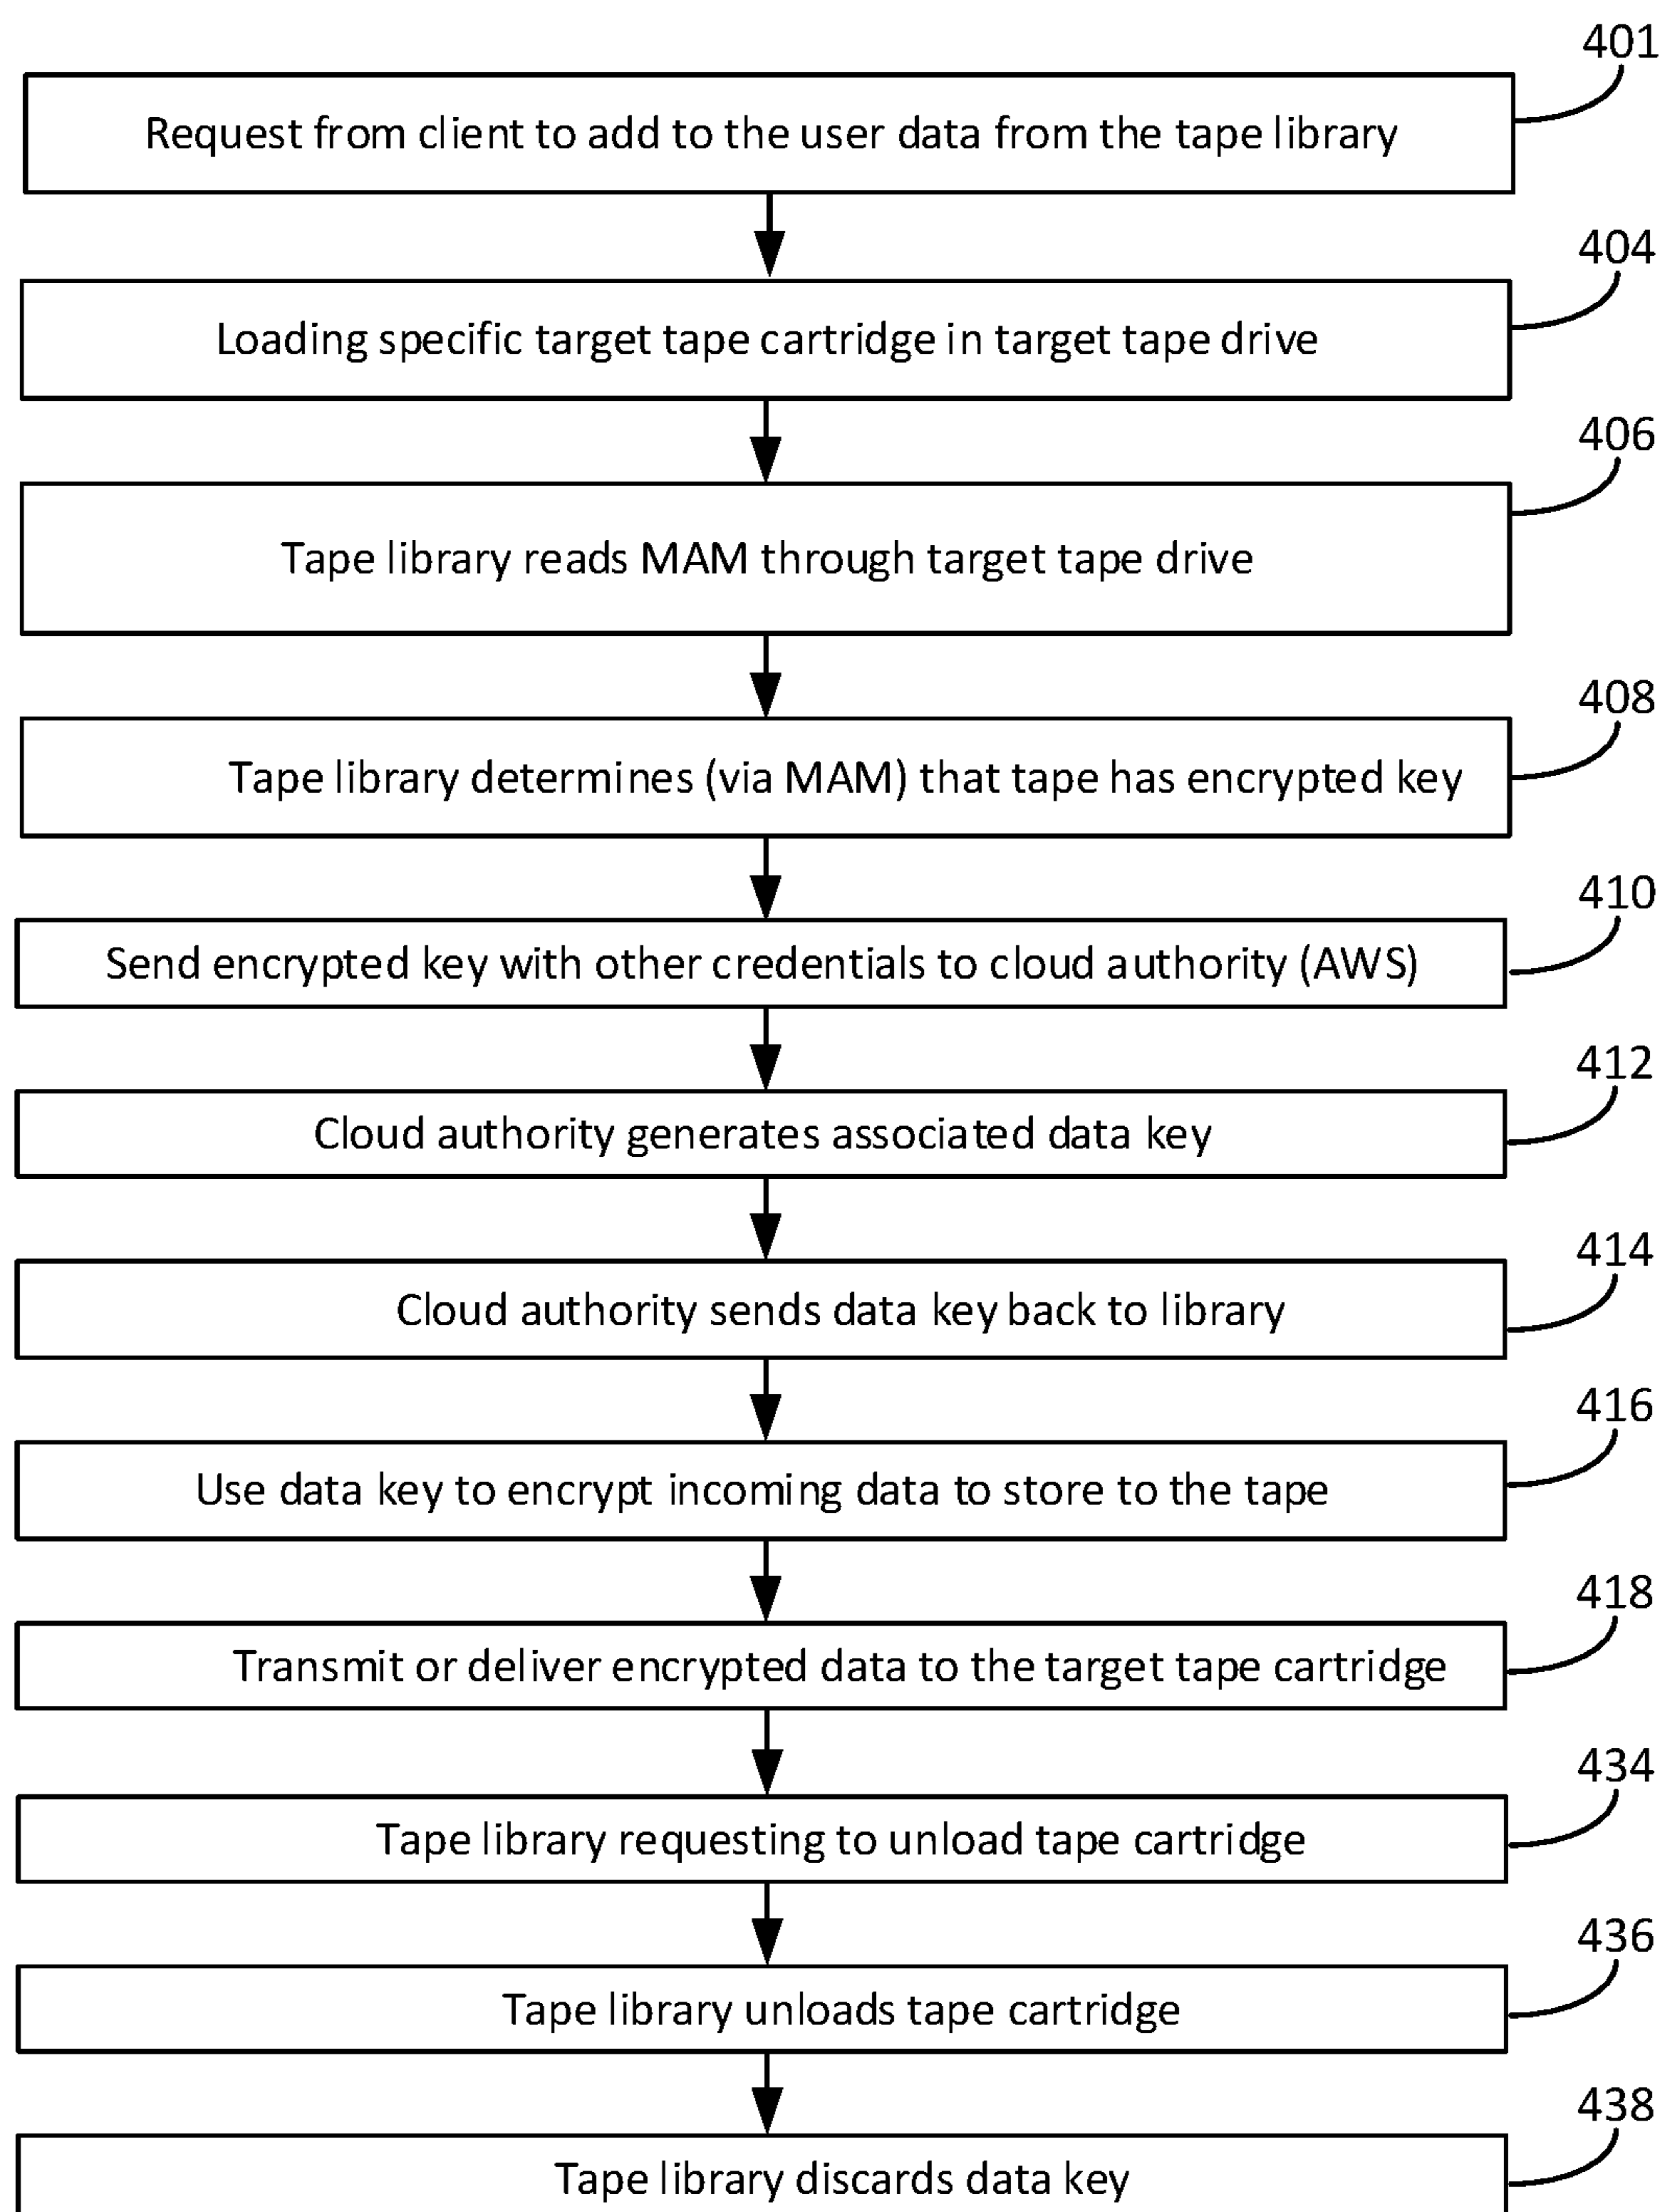 401
Request from client to add to the user data from the tape library
404
Loading specific target tape cartridge in target tape drive
406
Tape library reads MAM through target tape drive
408
Tape library determines (via MAM) that tape has encrypted key
410
Send encrypted key with other credentials to cloud authority (AWS)
412
Cloud authority generates associated data key
414
Cloud authority sends data key back to library
416
Use data key to encrypt incoming data to store to the tape
418
Transmit or deliver encrypted data to the target tape cartridge
434
Tape library requesting to unload tape cartridge
436
Tape library unloads tape cartridge
438
Tape library discards data key